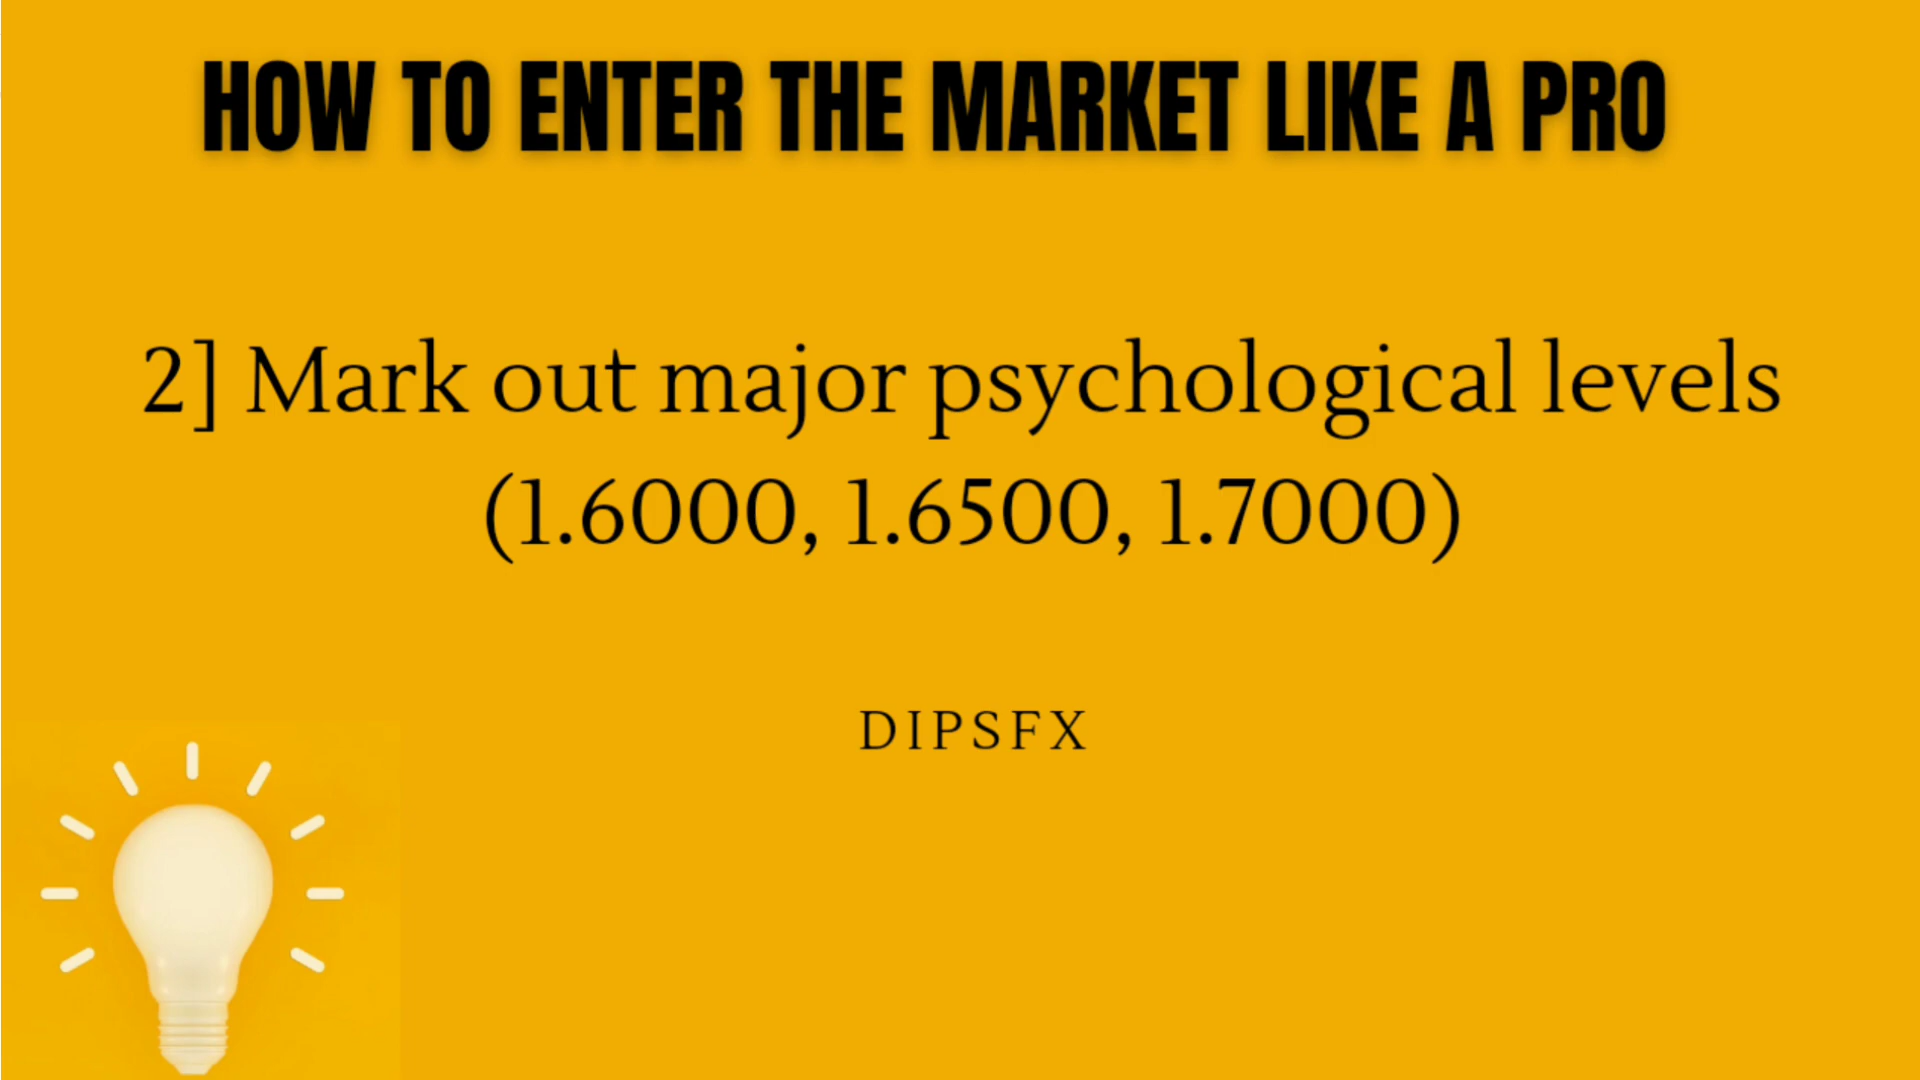 HOW TO ENTER THE MARKET LIKE A PRO
2] Mark out major psychological levels
(1.6000, 1.6500, 1.7000)
DIPSFX